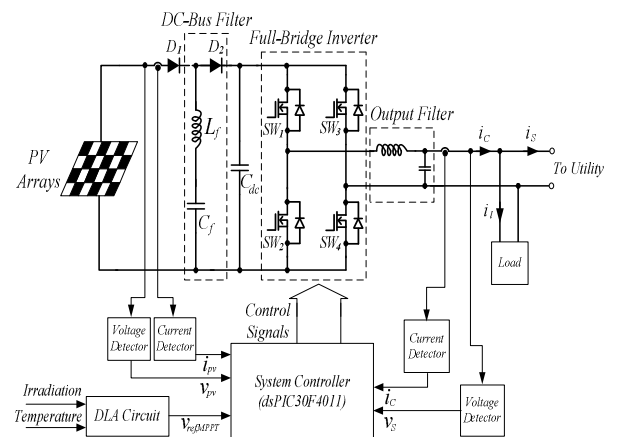 DC-Bus Filter
Full-Bridge Inverter
D1
D2
Lf
Cf
Cdc
PV
Arrays
SW1
SW3
SW2
SW4
Output Filter
iC
iS
To Utility
il
Load
Voltage
Detector
Current
Detector
Control
Signals
ipv
vpv
System Controller
(dsPIC30F4011)
Current
Detector
iC
vS
Voltage
Detector
Irradiation
Temperature
DLA Circuit
vref,MPPT